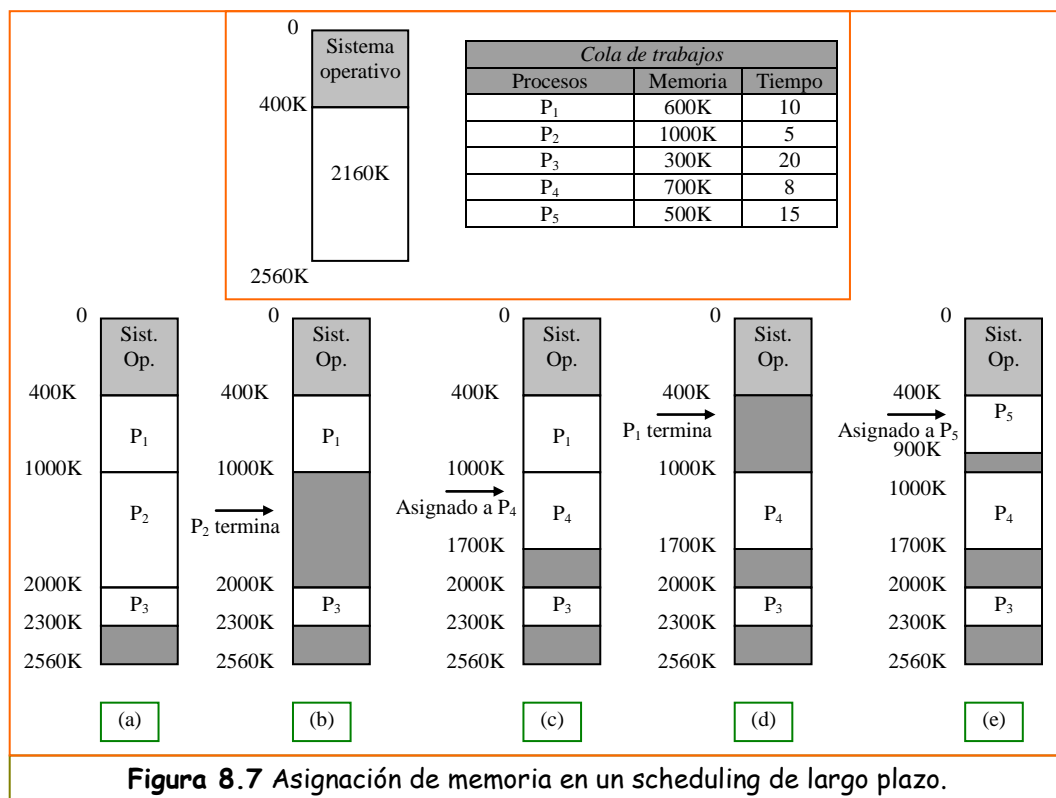 0
Sistema
operativo
400K
2160K
2560K
Cola de trabajos
Procesos Memoria Tiempo
P₁ 600K 10
P₂ 1000K 5
P₃ 300K 20
P₄ 700K 8
P₅ 500K 15
0
Sist.
Op.
400K
P₁
1000K
P₂
2000K
P₃
2300K
2560K
(a)
P₂ termina
0
Sist.
Op.
400K
P₁
1000K
2000K
P₃
2300K
2560K
(b)
Asignado a P₄
0
Sist.
Op.
400K
P₁
1000K
P₄
1700K
2000K
P₃
2300K
2560K
(c)
P₁ termina
0
Sist.
Op.
400K
1000K
P₄
1700K
2000K
P₃
2300K
2560K
(d)
Asignado a P₅
0
Sist.
Op.
400K
P₅
900K
1000K
P₄
1700K
2000K
P₃
2300K
2560K
(e)
Figura 8.7 Asignación de memoria en un scheduling de largo plazo.